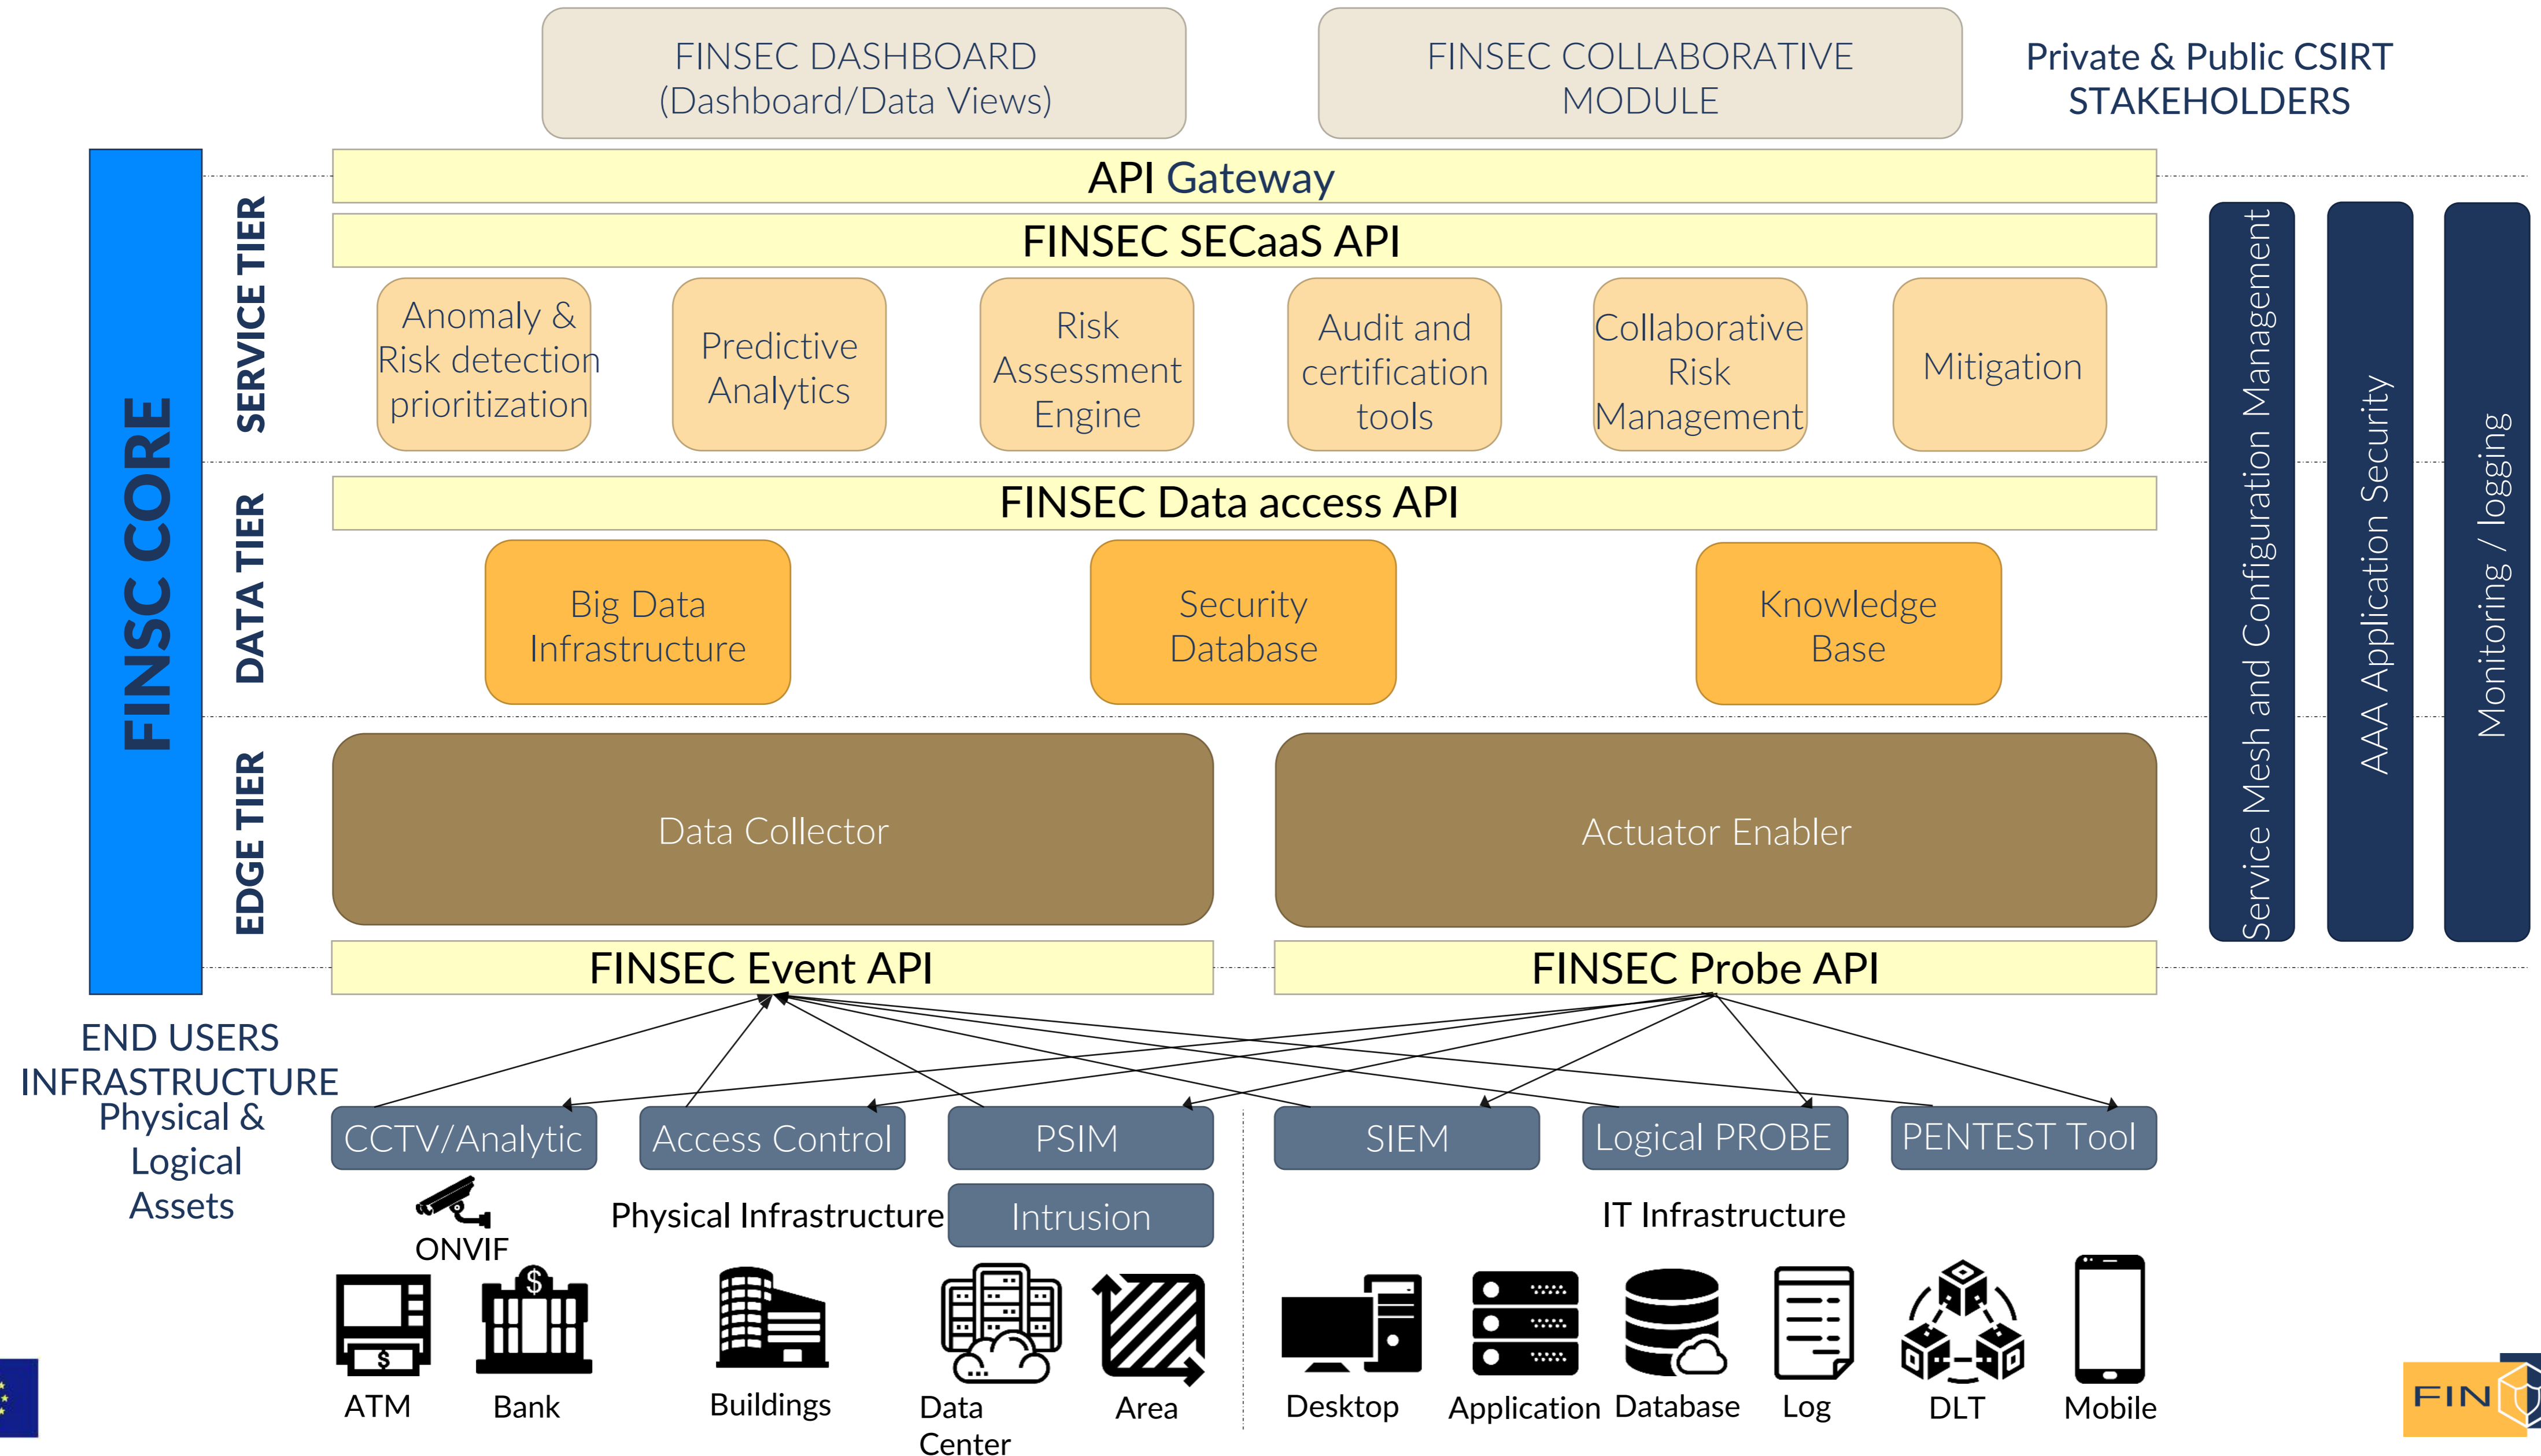 FINSEC DASHBOARD
(Dashboard/Data Views)
FINSEC COLLABORATIVE
MODULE
Private & Public CSIRT
STAKEHOLDERS
FINSC CORE
SERVICE TIER
API Gateway
FINSEC SECaaS API
Anomaly &
Risk detection
prioritization
Predictive
Analytics
Risk
Assessment
Engine
Audit and
certification
tools
Collaborative
Risk
Management
Mitigation
DATA TIER
FINSEC Data access API
Big Data
Infrastructure
Security
Database
Knowledge
Base
EDGE TIER
Data Collector
Actuator Enabler
FINSEC Event API
FINSEC Probe API
Service Mesh and Configuration Management
AAA Application Security
Monitoring / logging
END USERS
INFRASTRUCTURE
Physical &
Logical
Assets
CCTV/Analytic
Access Control
PSIM
SIEM
Logical PROBE
PENTEST Tool
ONVIF
Physical Infrastructure
Intrusion
IT Infrastructure
$
$
ATM
Bank
Buildings
Data
Center
Area
Desktop
Application
Database
Log
DLT
Mobile
FIN